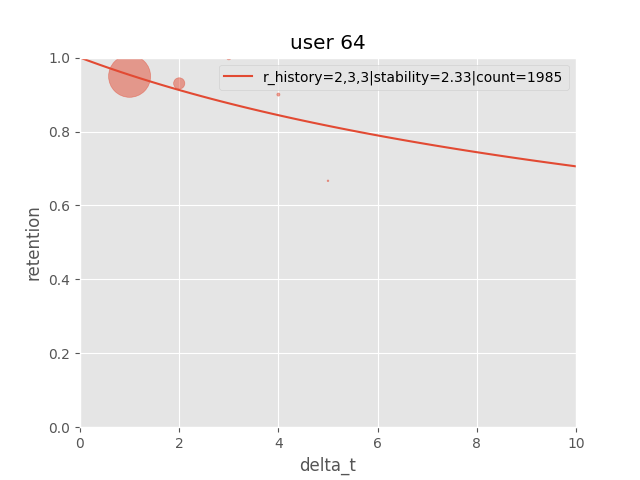 user 64
r_history=2,3,3|stability=2.33|count=1985
retention
1.0
0.8
0.6
0.4
0.2
0.0
0 2 4 6 8 10
delta_t